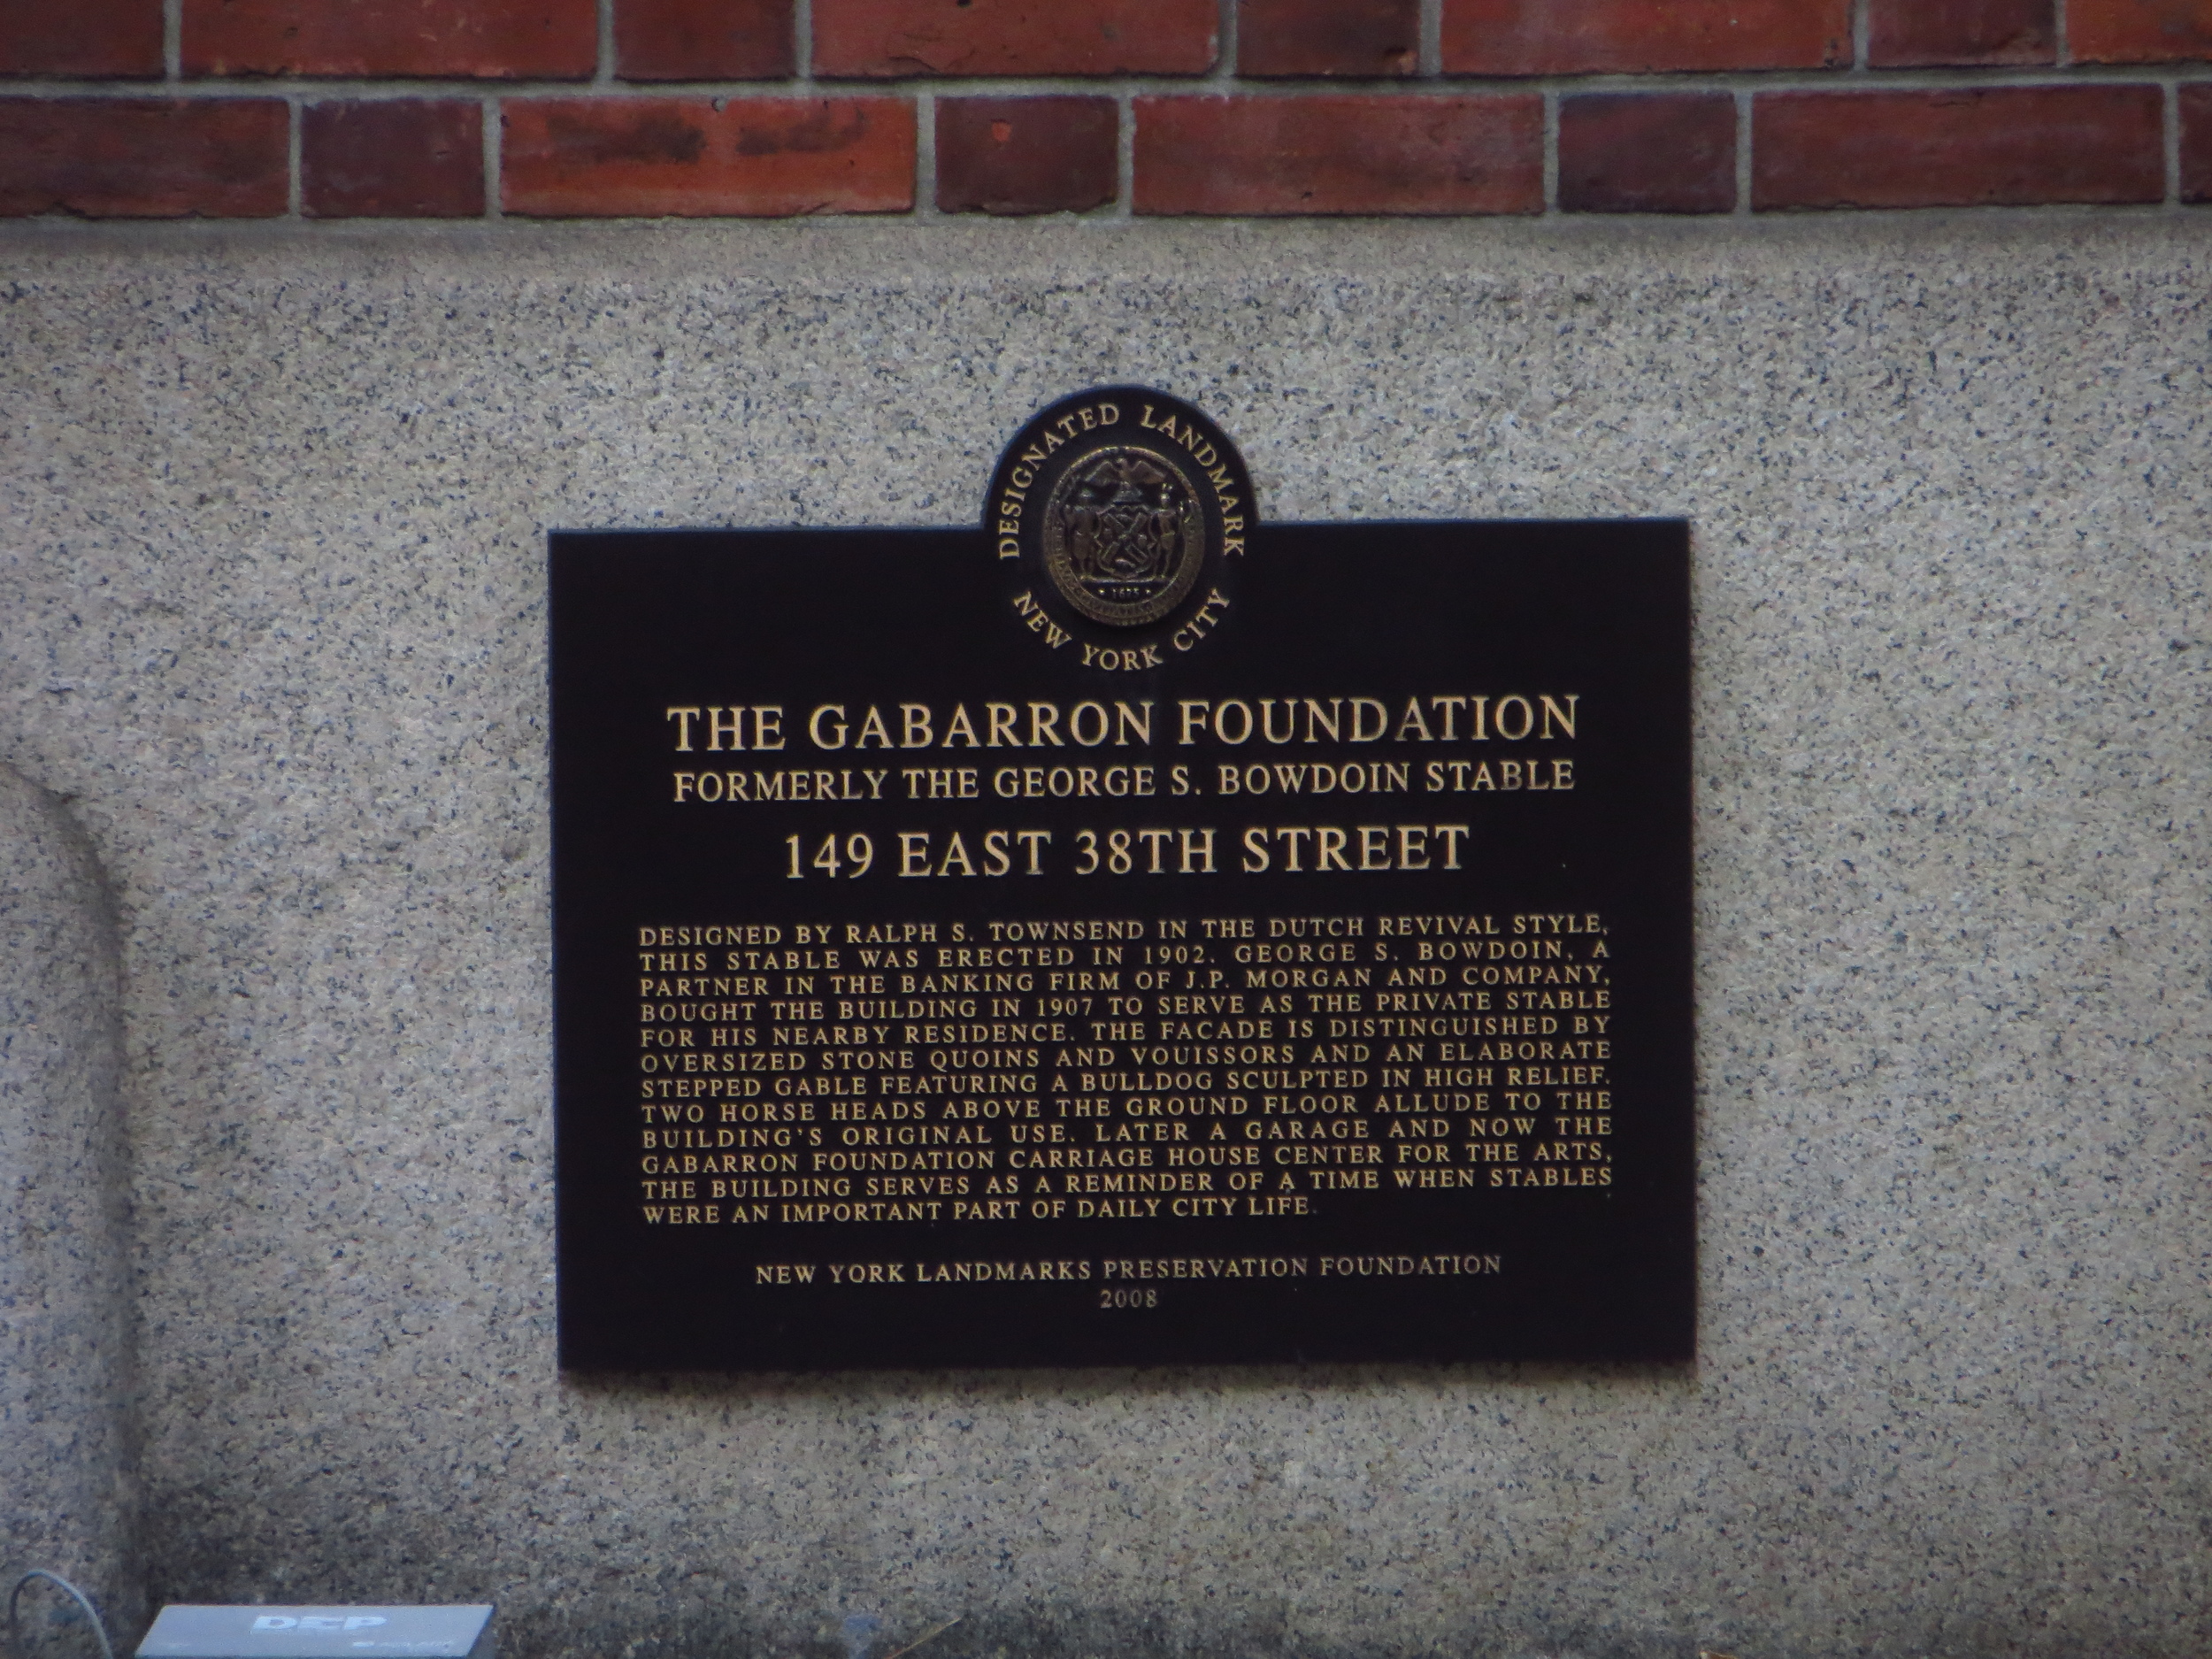 DESIGNATED LANDMARK
NEW YORK CITY
1625
THE GABARRON FOUNDATION
FORMERLY THE GEORGE S. BOWDOIN STABLE
149 EAST 38TH STREET
DESIGNED BY RALPH S. TOWNSEND IN THE DUTCH REVIVAL STYLE,
THIS STABLE WAS ERECTED IN 1902. GEORGE S. BOWDOIN, A
PARTNER IN THE BANKING FIRM OF J.P. MORGAN AND COMPANY,
BOUGHT THE BUILDING IN 1907 TO SERVE AS THE PRIVATE STABLE
FOR HIS NEARBY RESIDENCE. THE FACADE IS DISTINGUISHED BY
OVERSIZED STONE QUOINS AND VOUISSORS AND AN ELABORATE
STEPPED GABLE FEATURING A BULLDOG SCULPTED IN HIGH RELIEF.
TWO HORSE HEADS ABOVE THE GROUND FLOOR ALLUDE TO THE
BUILDING'S ORIGINAL USE. LATER A GARAGE AND NOW THE
GABARRON FOUNDATION CARRIAGE HOUSE CENTER FOR THE ARTS,
THE BUILDING SERVES AS A REMINDER OF A TIME WHEN STABLES
WERE AN IMPORTANT PART OF DAILY CITY LIFE.
NEW YORK LANDMARKS PRESERVATION FOUNDATION
2008
DEP